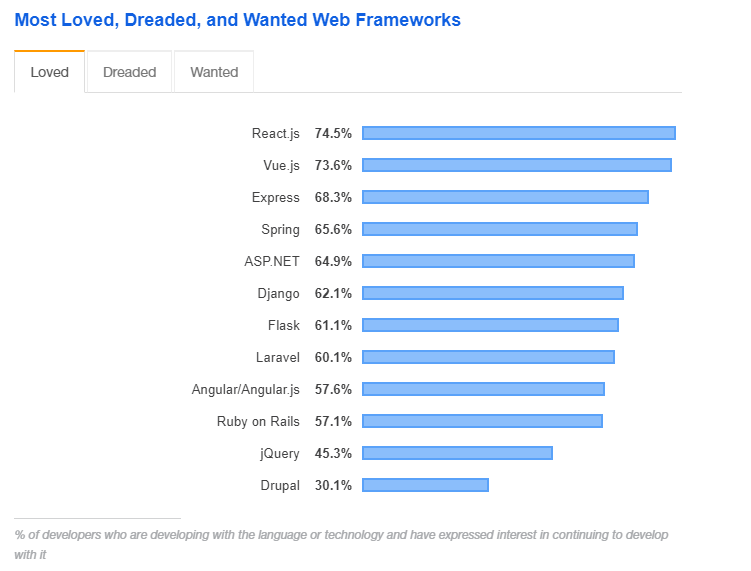 Most Loved, Dreaded, and Wanted Web Frameworks
Loved Dreaded Wanted
React.js 74.5%
Vue.js 73.6%
Express 68.3%
Spring 65.6%
ASP.NET 64.9%
Django 62.1%
Flask 61.1%
Laravel 60.1%
Angular/Angular.js 57.6%
Ruby on Rails 57.1%
jQuery 45.3%
Drupal 30.1%
% of developers who are developing with the language or technology and have expressed interest in continuing to develop
with it